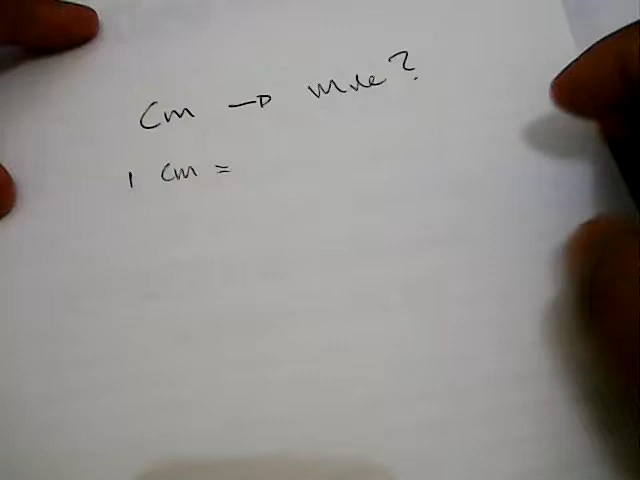 Cm → mile?
1 cm =